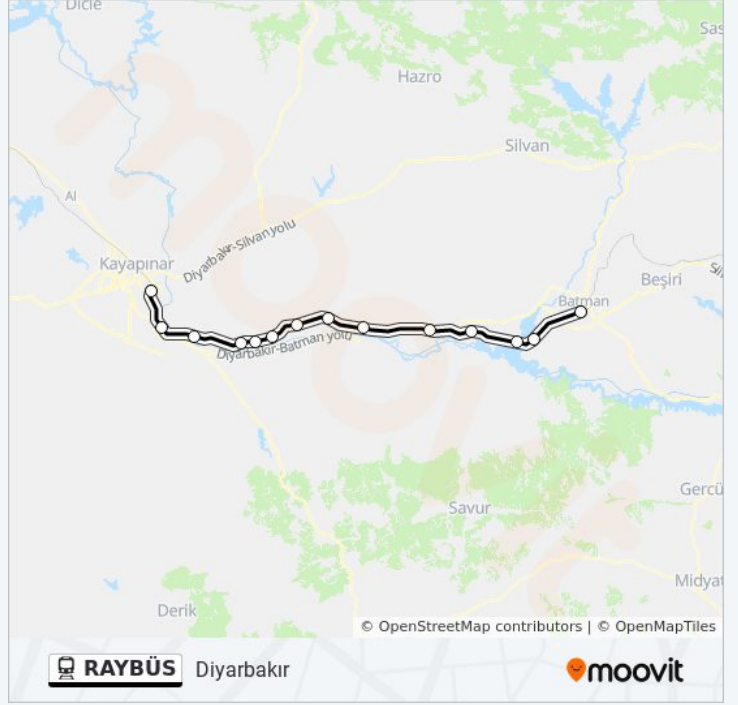 Dicle
Sas
Hazro
Silvan
Al
Diyarbakır-Silvan yolu
Kayapınar
Beşiri
Batman
Diyarbakır-Batman yolu
Savur
Gercü
Midyat
Derik
© OpenStreetMap contributors | © OpenMapTiles
RAYBÜS Diyarbakır
moovit